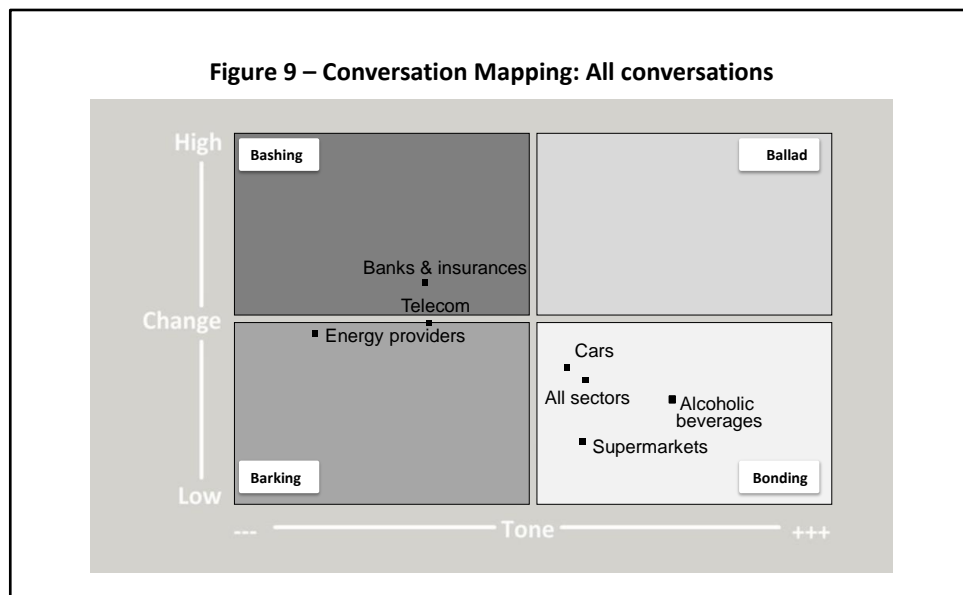 Figure 9 – Conversation Mapping: All conversations
High
Bashing
Ballad
Banks & insurances
Telecom
Change
Energy providers
Cars
All sectors
Alcoholic
beverages
Supermarkets
Barking
Bonding
Low
---
Tone
+++